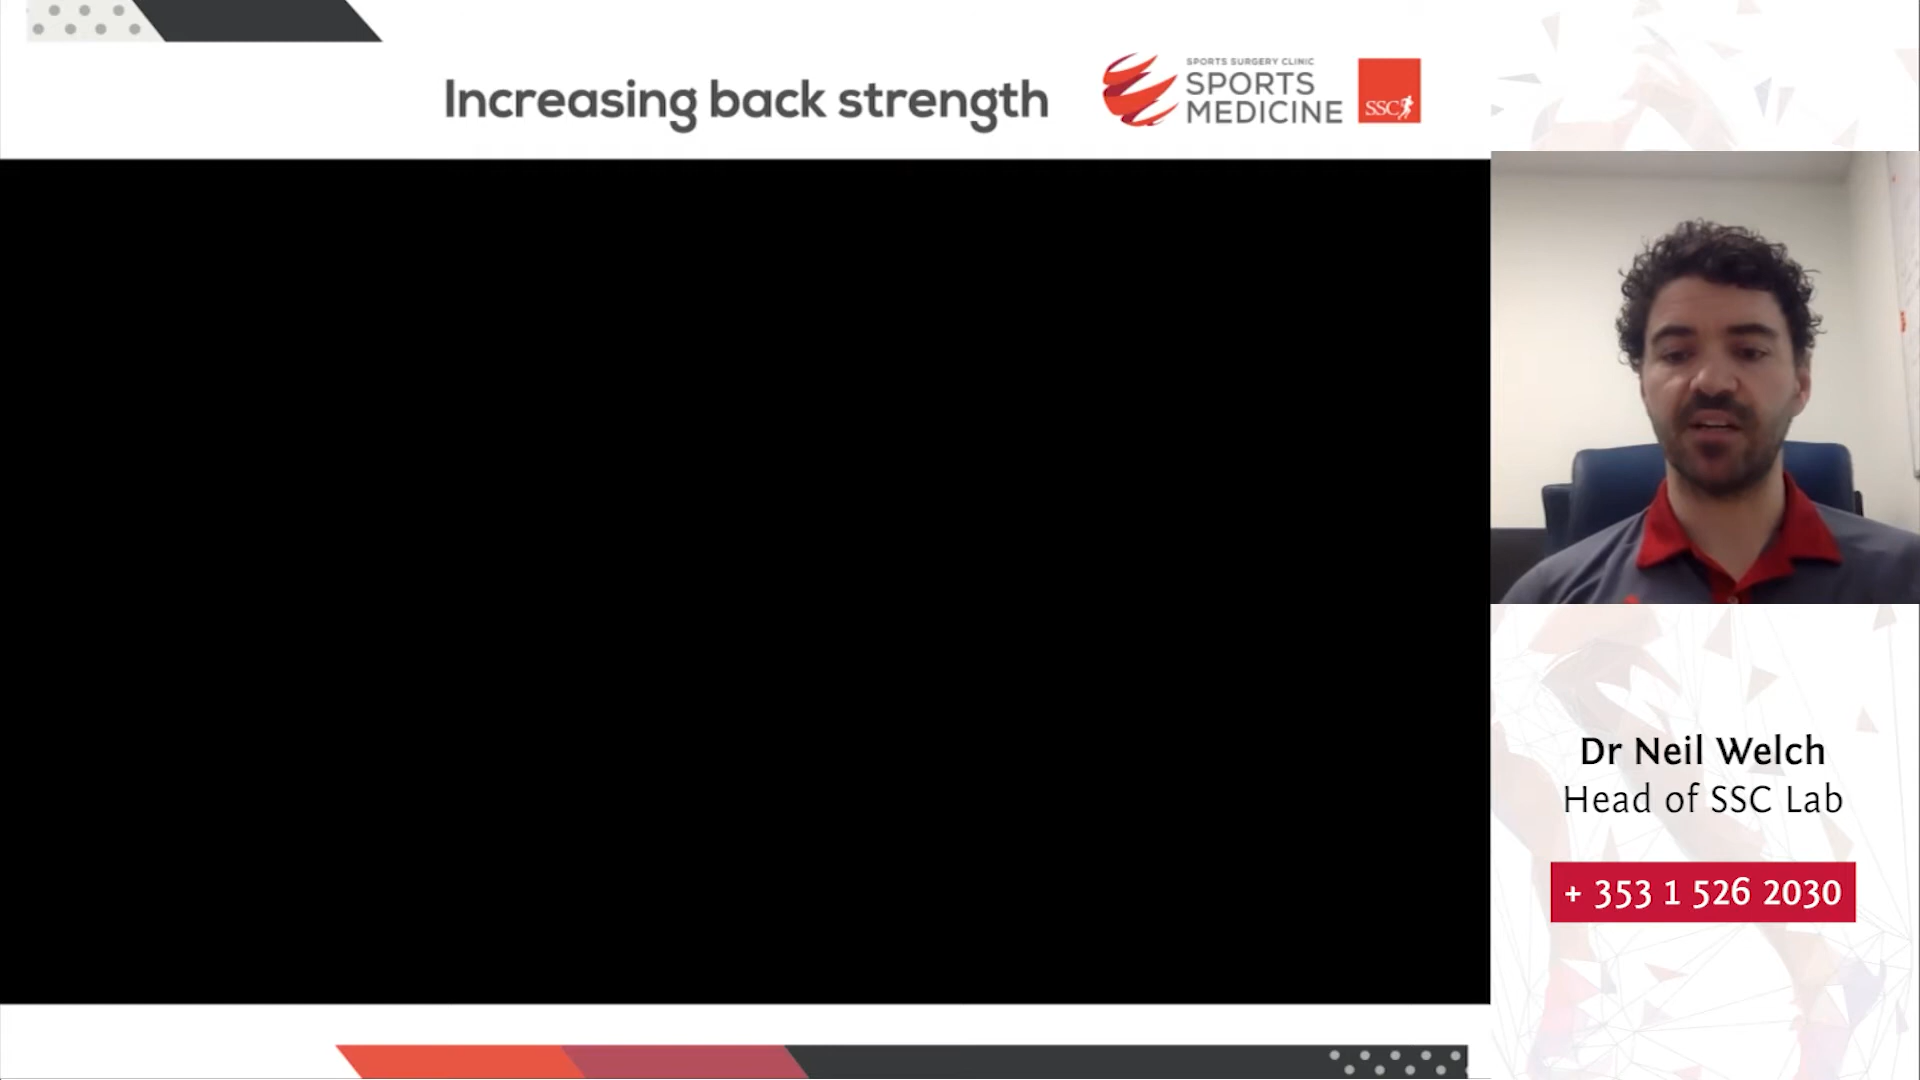 Increasing back strength
SPORTS SURGERY CLINIC
SPORTS
MEDICINE
SSC
Dr Neil Welch
Head of SSC Lab
+ 353 1 526 2030